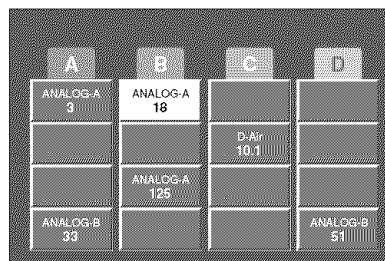 A B C D
ANALOG-A ANALOG-A
3 18
D-Air
10.1
ANALOG-A
125
ANALOG-B ANALOG-B
33 51